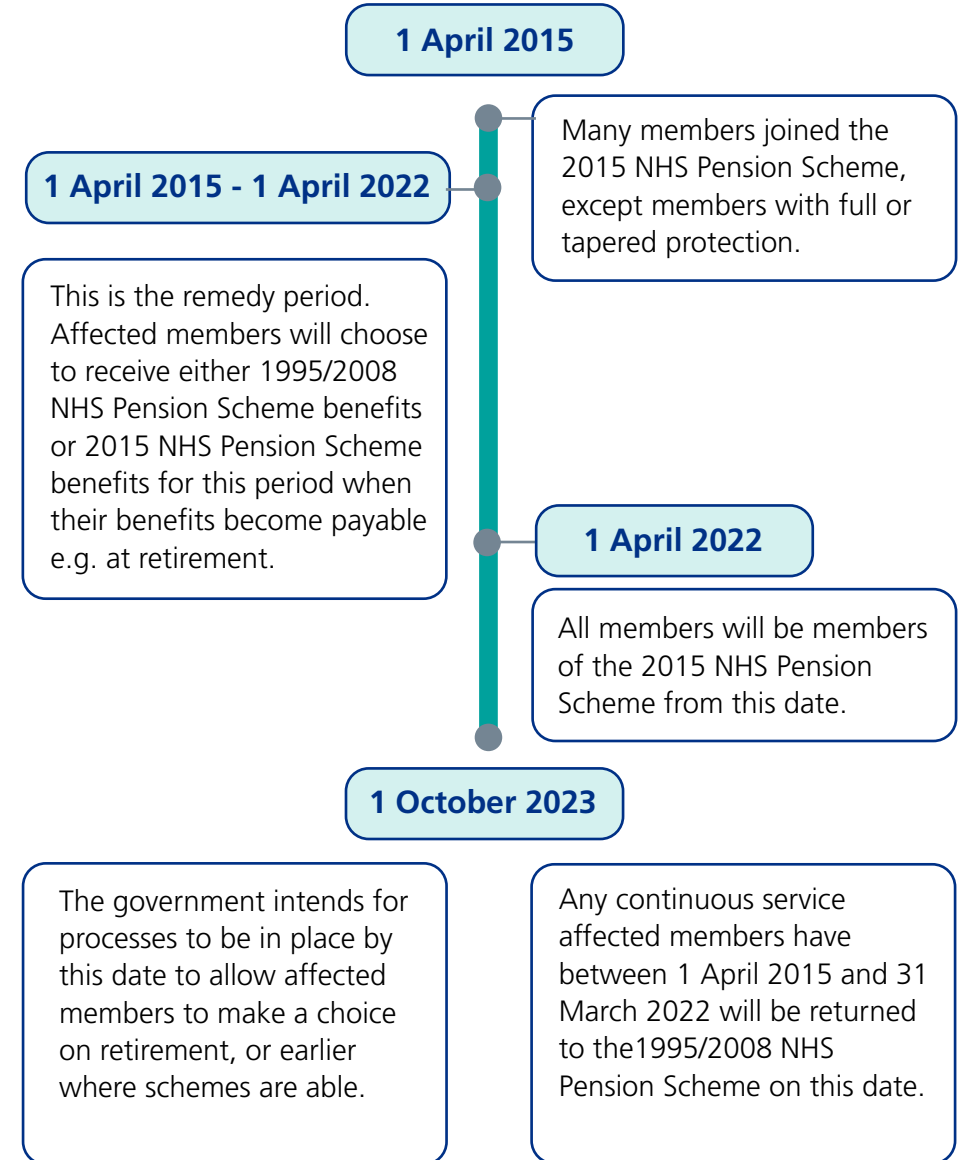 1 April 2015
Many members joined the
2015 NHS Pension Scheme,
except members with full or
tapered protection.
1 April 2015 - 1 April 2022
This is the remedy period.
Affected members will choose
to receive either 1995/2008
NHS Pension Scheme benefits
or 2015 NHS Pension Scheme
benefits for this period when
their benefits become payable
e.g. at retirement.
1 April 2022
All members will be members
of the 2015 NHS Pension
Scheme from this date.
1 October 2023
The government intends for
processes to be in place by
this date to allow affected
members to make a choice
on retirement, or earlier
where schemes are able.
Any continuous service
affected members have
between 1 April 2015 and 31
March 2022 will be returned
to the1995/2008 NHS
Pension Scheme on this date.